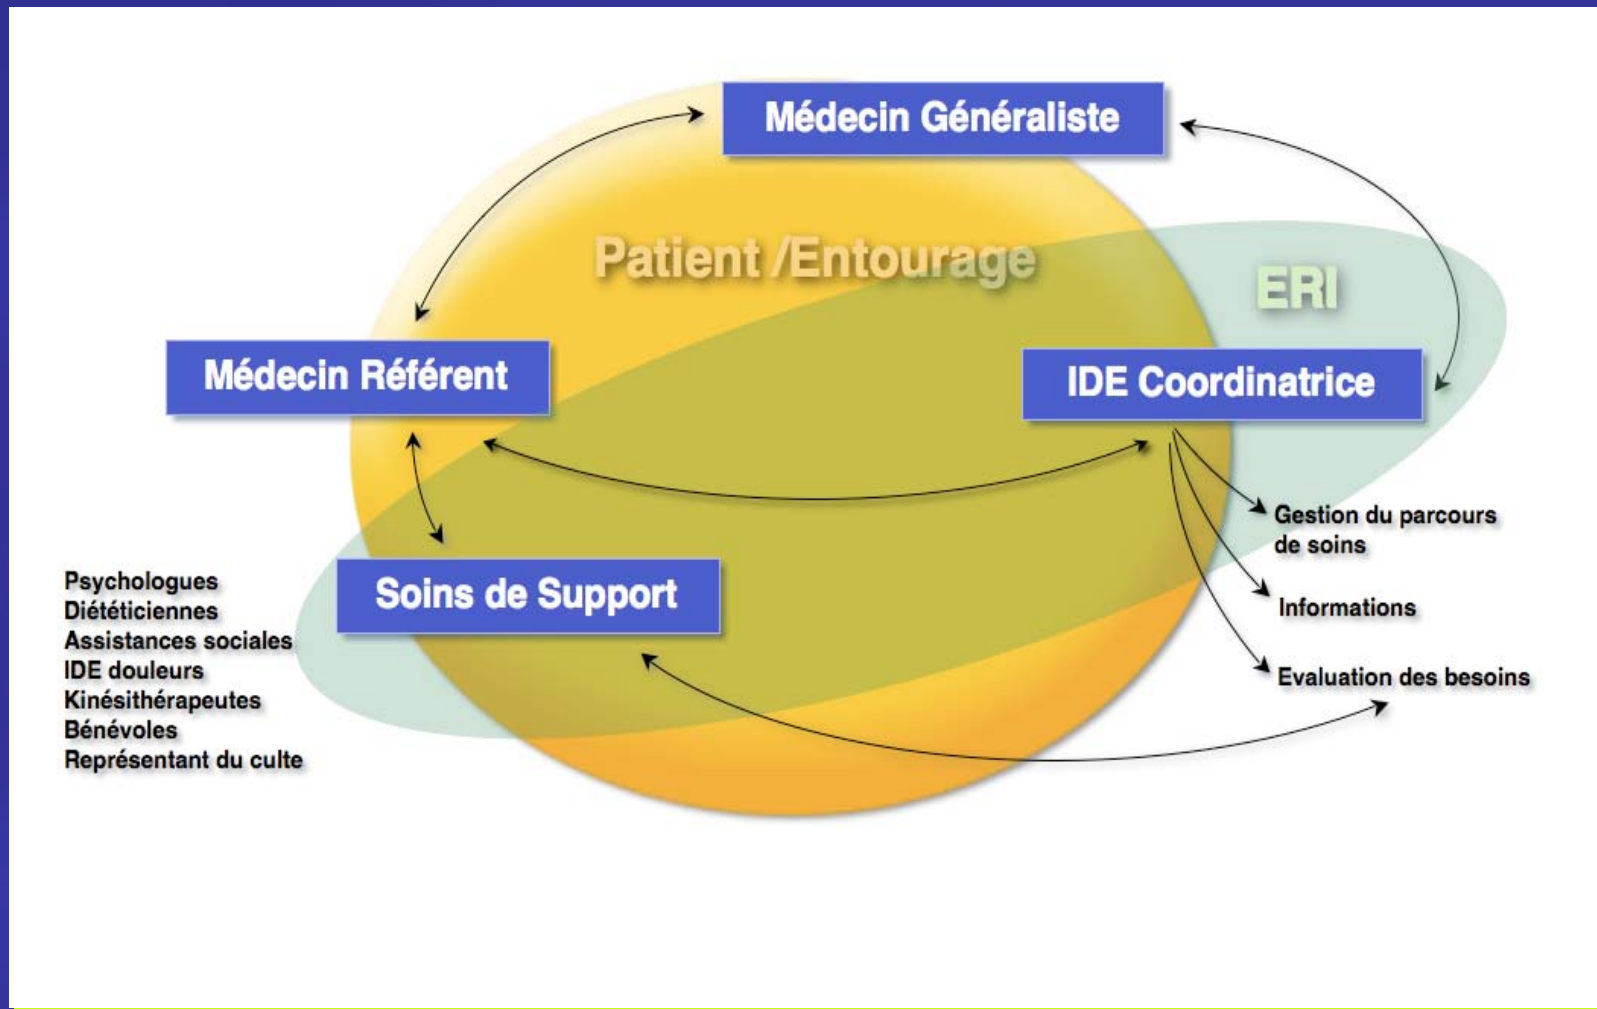 Médecin Généraliste
Patient /Entourage
ERI
Médecin Référent
IDE Coordinatrice
Gestion du parcours
de soins
Soins de Support
Informations
Evaluation des besoins
Psychologues
Diététiciennes
Assistances sociales
IDE douleurs
Kinésithérapeutes
Bénévoles
Représentant du culte